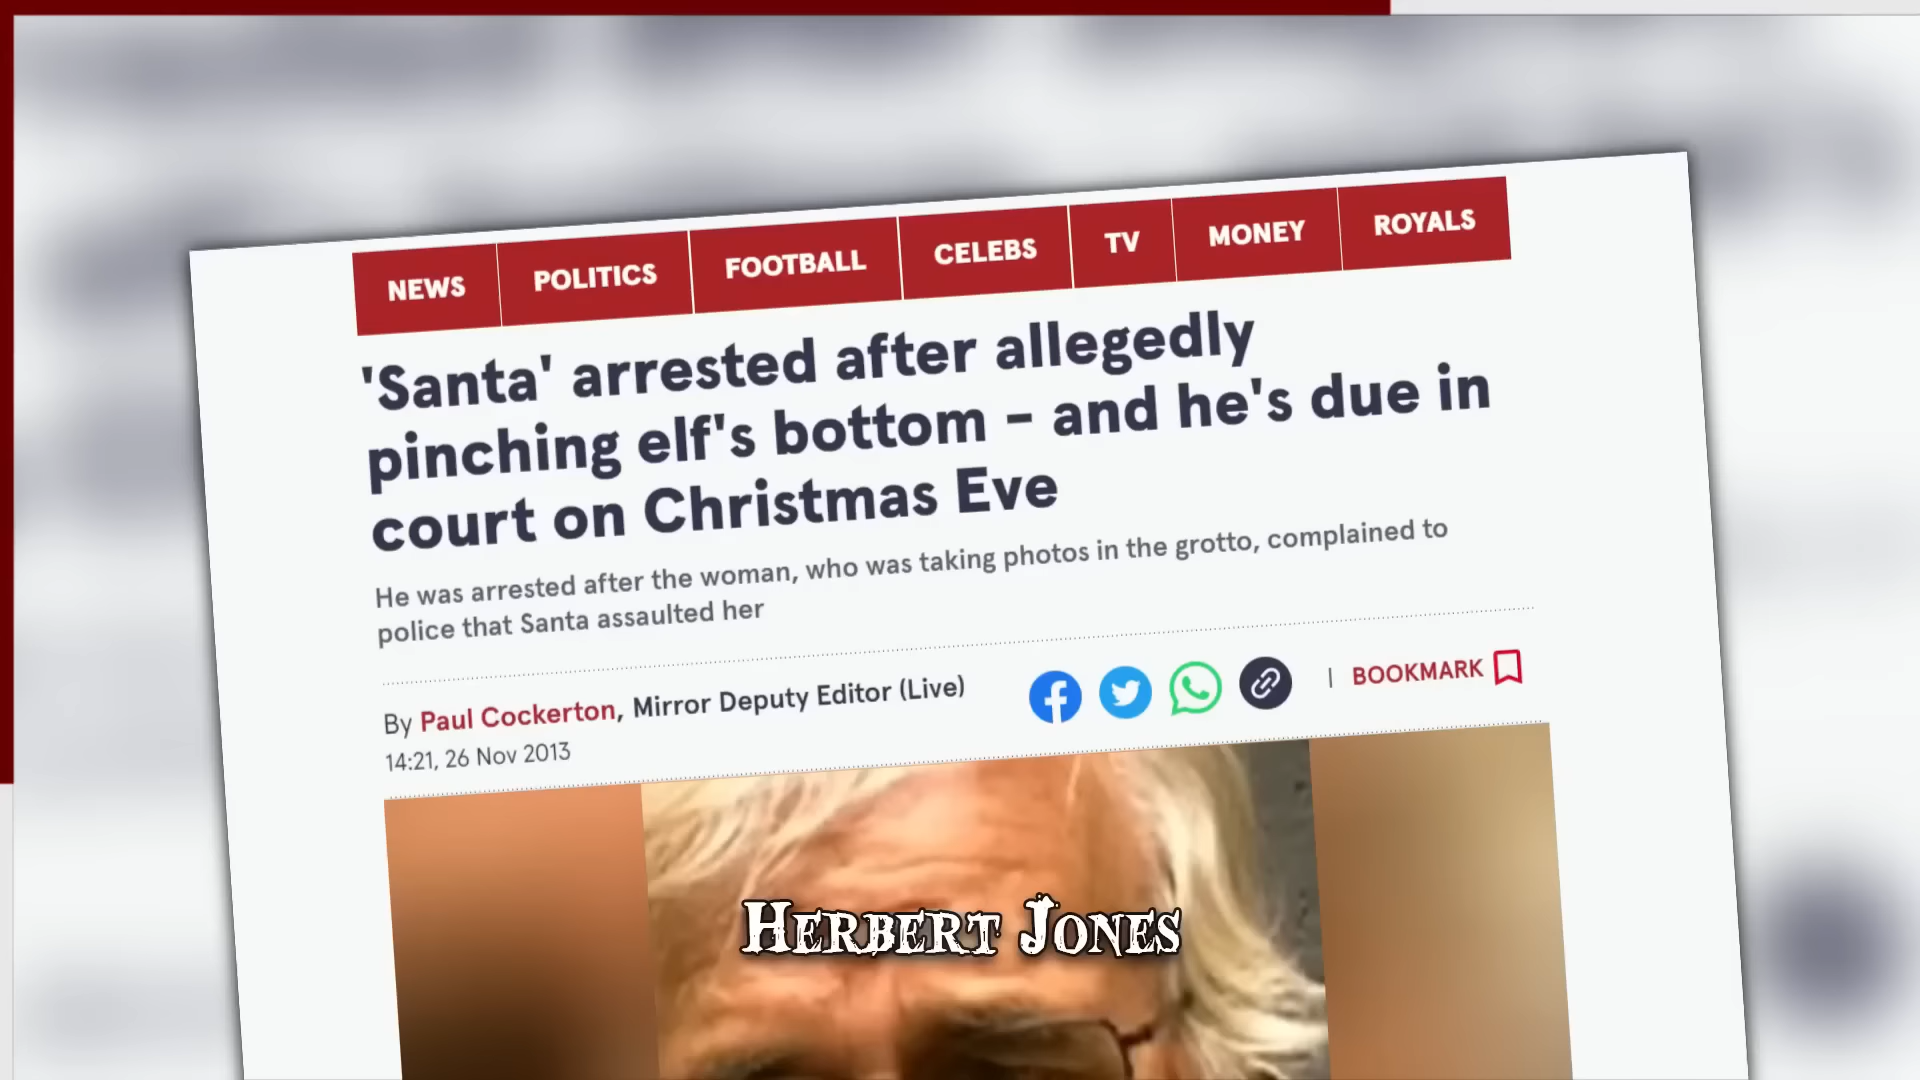 NEWS POLITICS FOOTBALL CELEBS TV MONEY ROYALS
'Santa' arrested after allegedly
pinching elf's bottom – and he's due in
court on Christmas Eve
He was arrested after the woman, who was taking photos in the grotto, complained to
police that Santa assaulted her
By Paul Cockerton, Mirror Deputy Editor (Live)
14:21, 26 Nov 2013
| BOOKMARK
HERBERT JONES